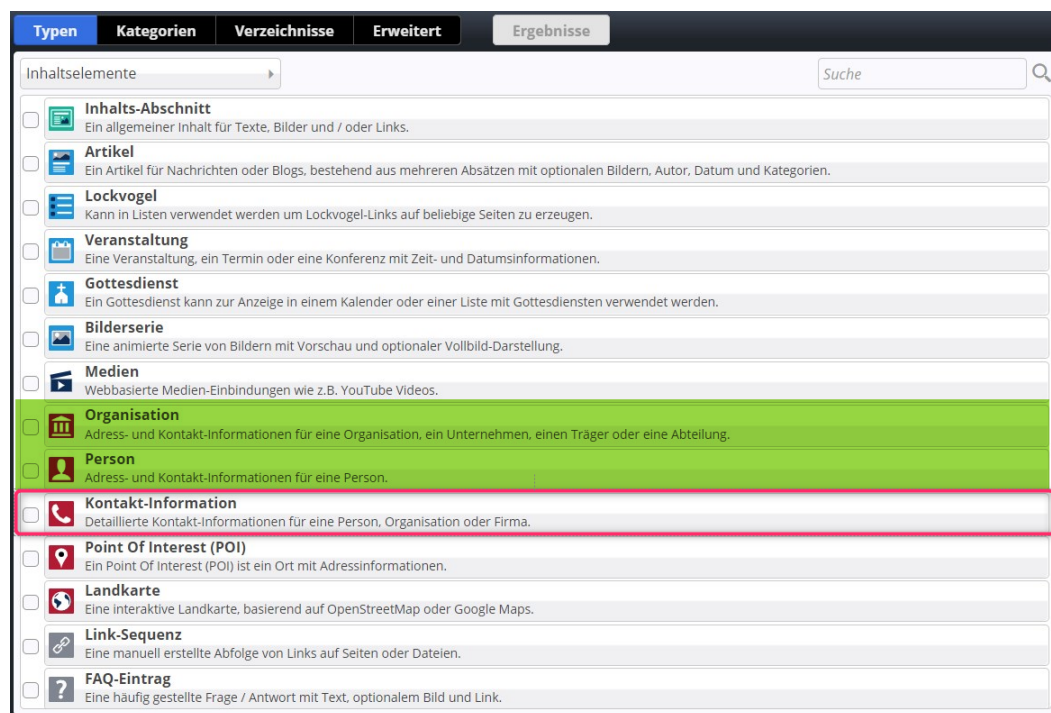 Typen Kategorien Verzeichnisse Erweitert Ergebnisse
Inhaltselemente Suche
Inhalts-Abschnitt
Ein allgemeiner Inhalt für Texte, Bilder und / oder Links.
Artikel
Ein Artikel für Nachrichten oder Blogs, bestehend aus mehreren Absätzen mit optionalen Bildern, Autor, Datum und Kategorien.
Lockvogel
Kann in Listen verwendet werden um Lockvogel-Links auf beliebige Seiten zu erzeugen.
Veranstaltung
Eine Veranstaltung, ein Termin oder eine Konferenz mit Zeit- und Datumsinformationen.
Gottesdienst
Ein Gottesdienst kann zur Anzeige in einem Kalender oder einer Liste mit Gottesdiensten verwendet werden.
Bilderserie
Eine animierte Serie von Bildern mit Vorschau und optionaler Vollbild-Darstellung.
Medien
Webbasierte Medien-Einbindungen wie z.B. YouTube Videos.
Organisation
Adress- und Kontakt-Informationen für eine Organisation, ein Unternehmen, einen Träger oder eine Abteilung.
Person
Adress- und Kontakt-Informationen für eine Person.
Kontakt-Information
Detaillierte Kontakt-Informationen für eine Person, Organisation oder Firma.
Point Of Interest (POI)
Ein Point Of Interest (POI) ist ein Ort mit Adressinformationen.
Landkarte
Eine interaktive Landkarte, basierend auf OpenStreetMap oder Google Maps.
Link-Sequenz
Eine manuell erstellte Abfolge von Links auf Seiten oder Dateien.
FAQ-Eintrag
Eine häufig gestellte Frage / Antwort mit Text, optionalem Bild und Link.